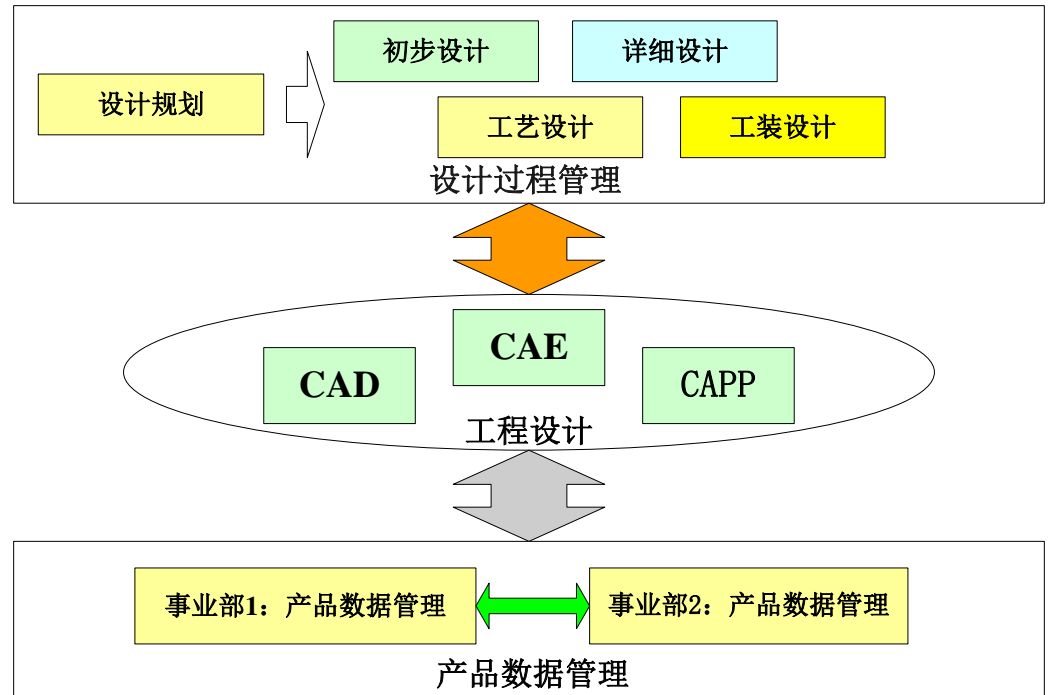 初步设计
详细设计
设计规划
工艺设计
工装设计
设计过程管理
CAE
CAD
CAPP
工程设计
事业部1：产品数据管理
事业部2：产品数据管理
产品数据管理